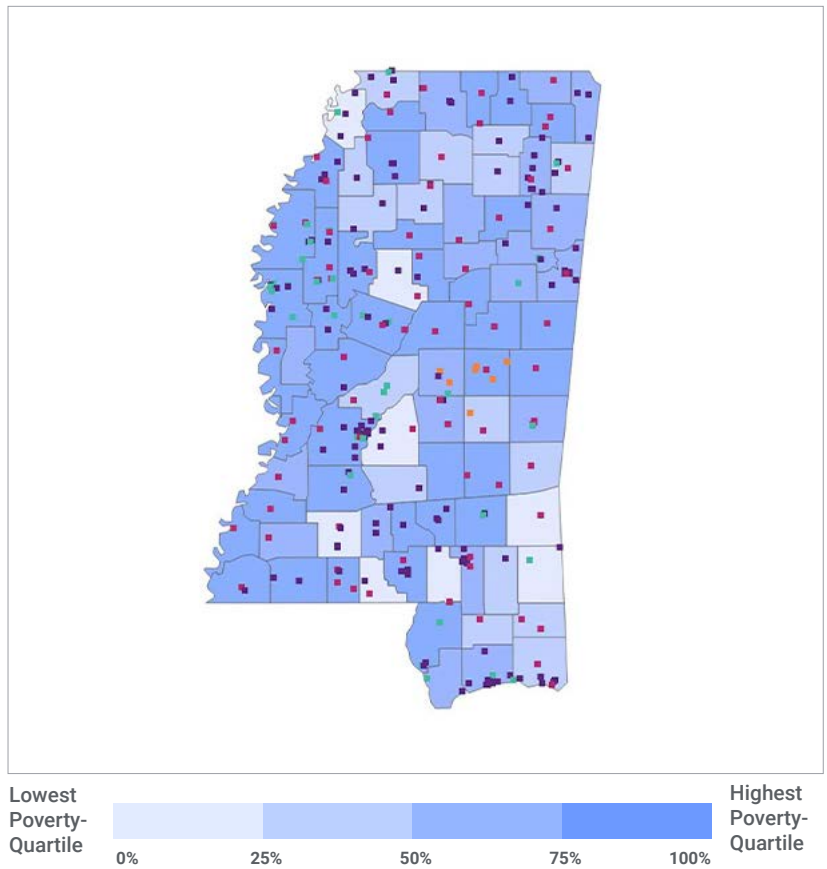 Lowest
Poverty-
Quartile
0%
25%
50%
75%
100%
Highest
Poverty-
Quartile